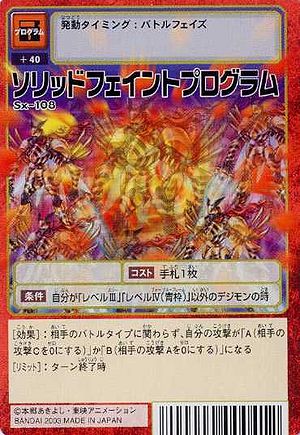 プログラム
P
発動タイミング：バトルフェイズ
+40
ソリッドフェイントプログラム
Sx-108
コスト 手札1枚
条件 自分が「レベルⅢ」「レベルⅣ(青枠)」以外のデジモンの時
[効果]：相手のバトルタイプに関わらず、自分の攻撃が「A(相手の
攻撃Cを0にする)」か「B(相手の攻撃Aを0にする)」になる
[リミット]：ターン終了時
©本郷あきよし・東映アニメーション
BANDAI 2003 MADE IN JAPAN